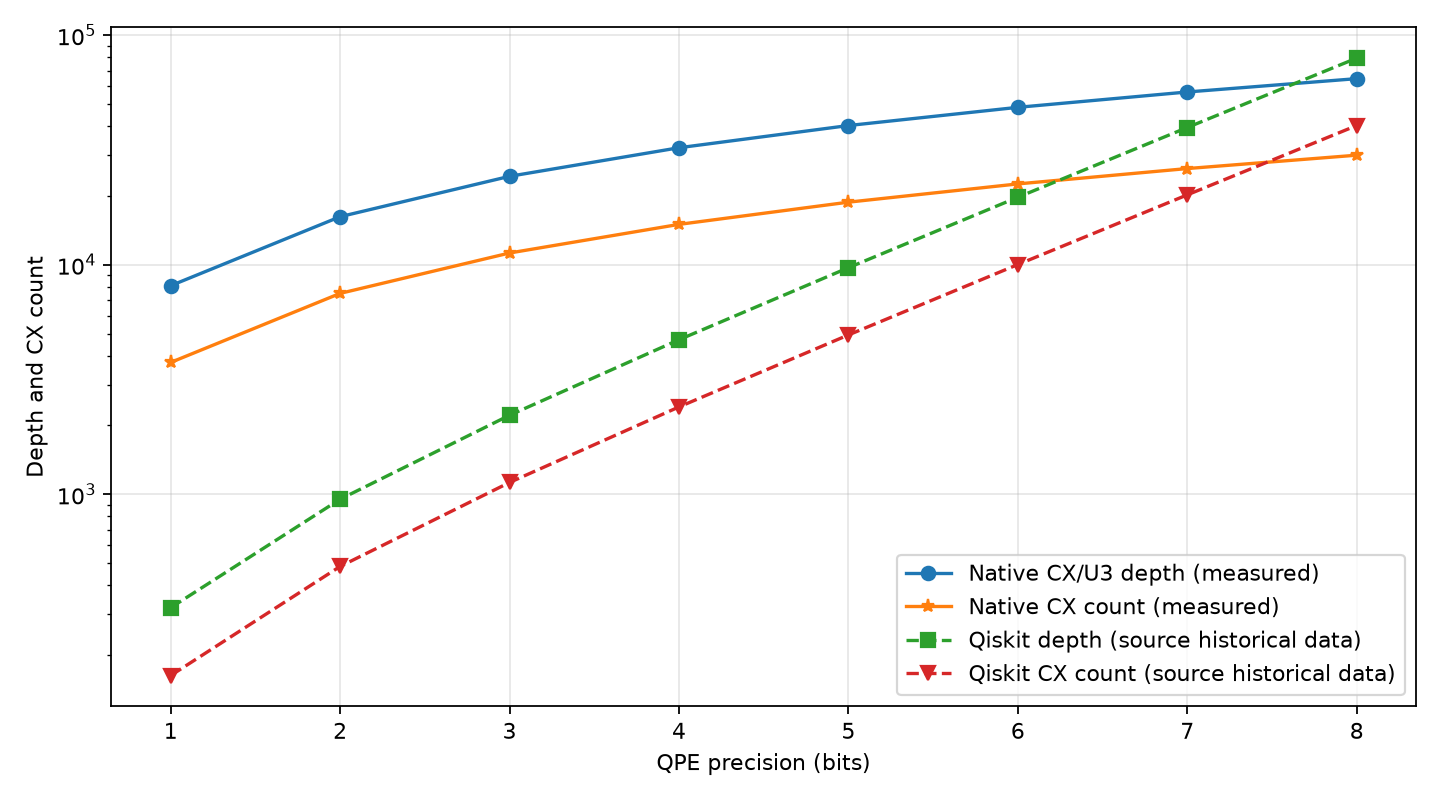 10^5
10^4
10^3
Depth and CX count
1 2 3 4 5 6 7 8
QPE precision (bits)
Native CX/U3 depth (measured)
Native CX count (measured)
Qiskit depth (source historical data)
Qiskit CX count (source historical data)